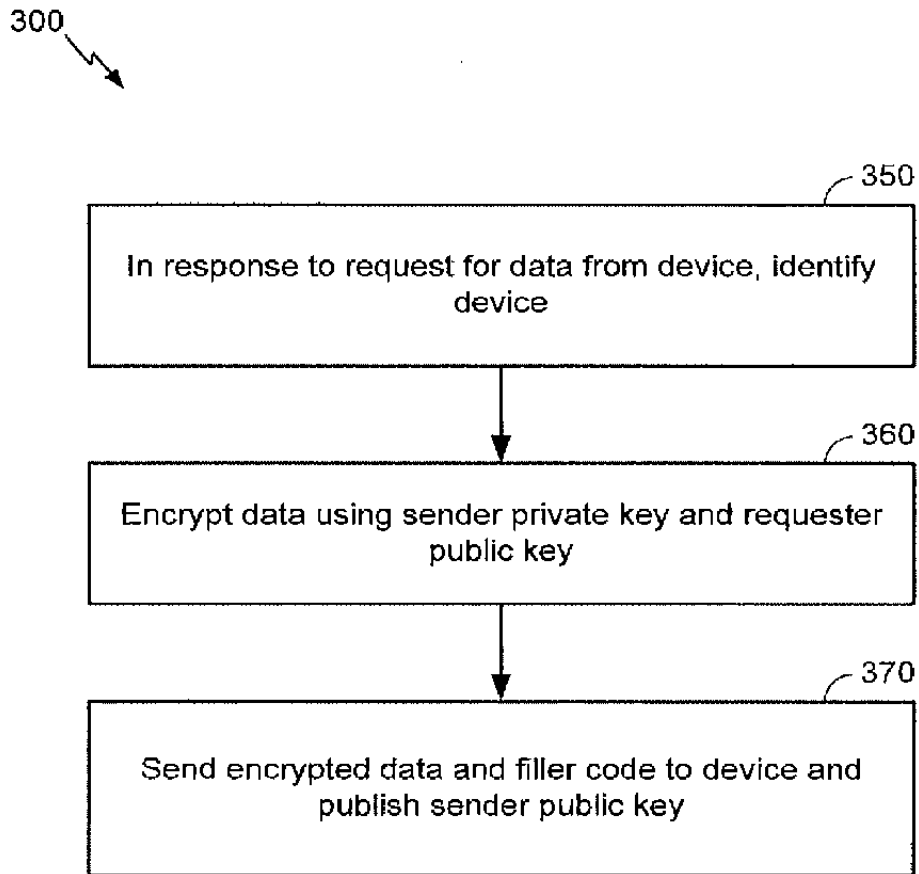 300
350
In response to request for data from device, identify
device
360
Encrypt data using sender private key and requester
public key
370
Send encrypted data and filler code to device and
publish sender public key